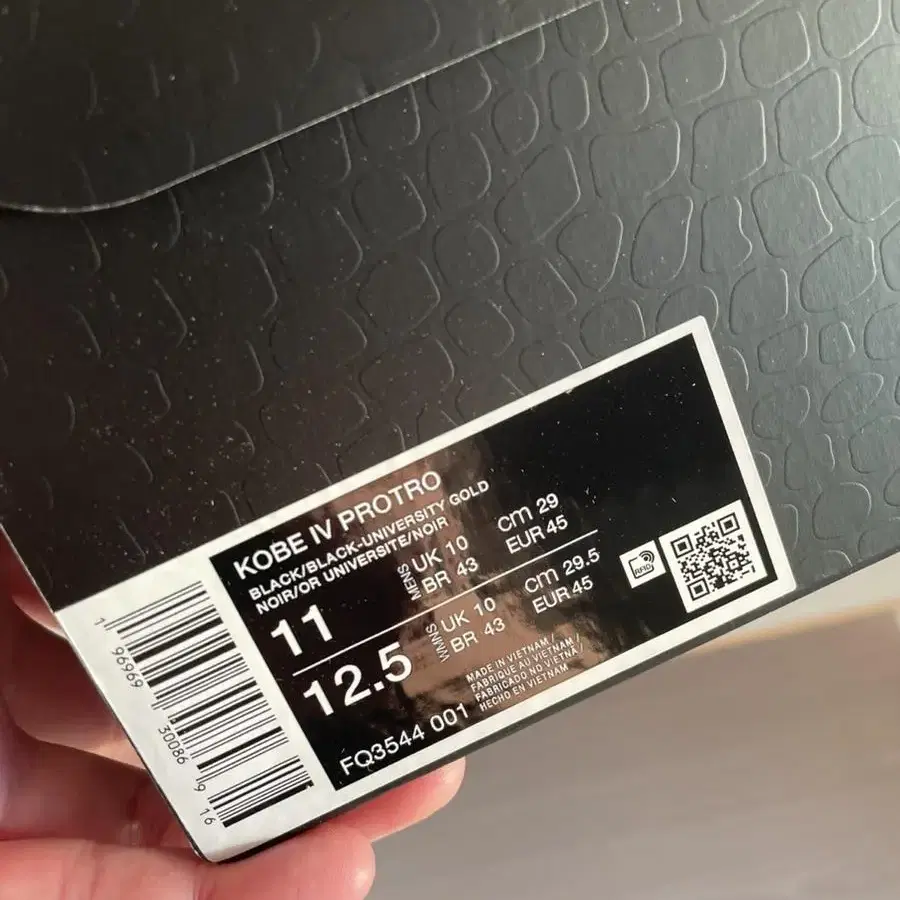 KOBE IV PROTRO
BLACK/BLACK-UNIVERSITY GOLD
NOIR/OR UNIVERSITE/NOIR
11
MENS
UK 10
BR 43
cm 29
EUR 45
12.5
WMNS
UK 10
BR 43
cm 29.5
EUR 45
RFID
FQ3544 001
MADE IN VIETNAM /
FABRIQUE AU VIETNAM /
FABRICADO NO VIETNA /
HECHO EN VIETNAM
1 96969 30086 9 16